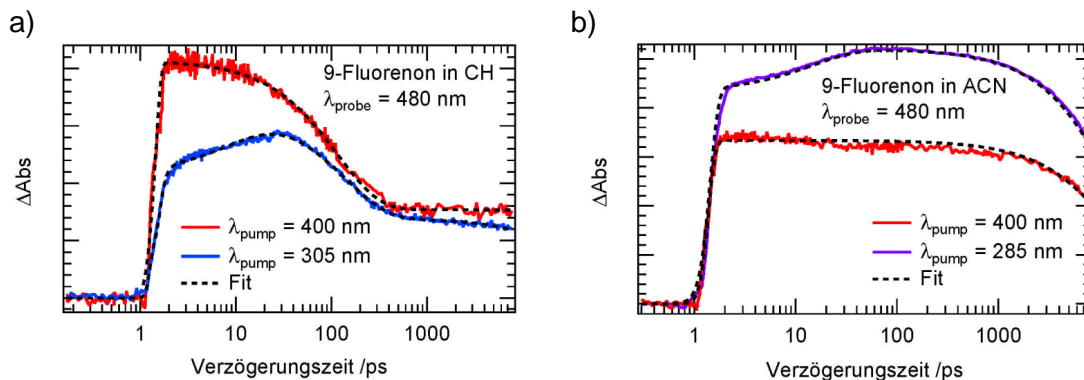 a)
ΔAbs
9-Fluorenon in CH
λprobe = 480 nm
λpump = 400 nm
λpump = 305 nm
Fit
1
10
100
1000
Verzögerungszeit /ps
b)
ΔAbs
9-Fluorenon in ACN
λprobe = 480 nm
λpump = 400 nm
λpump = 285 nm
Fit
1
10
100
1000
Verzögerungszeit /ps